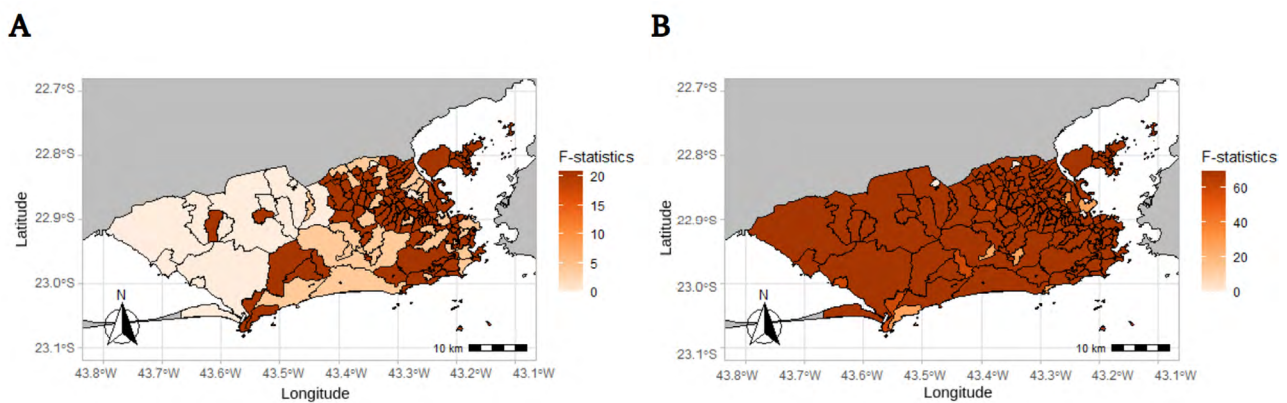 A
22.7°S
22.8°S
22.9°S
23.0°S
23.1°S
Latitude
N
10 km
43.8°W 43.7°W 43.6°W 43.5°W 43.4°W 43.3°W 43.2°W 43.1°W
Longitude
F-statistics
20
15
10
5
0
B
22.7°S
22.8°S
22.9°S
23.0°S
23.1°S
Latitude
N
10 km
43.8°W 43.7°W 43.6°W 43.5°W 43.4°W 43.3°W 43.2°W 43.1°W
Longitude
F-statistics
60
40
20
0